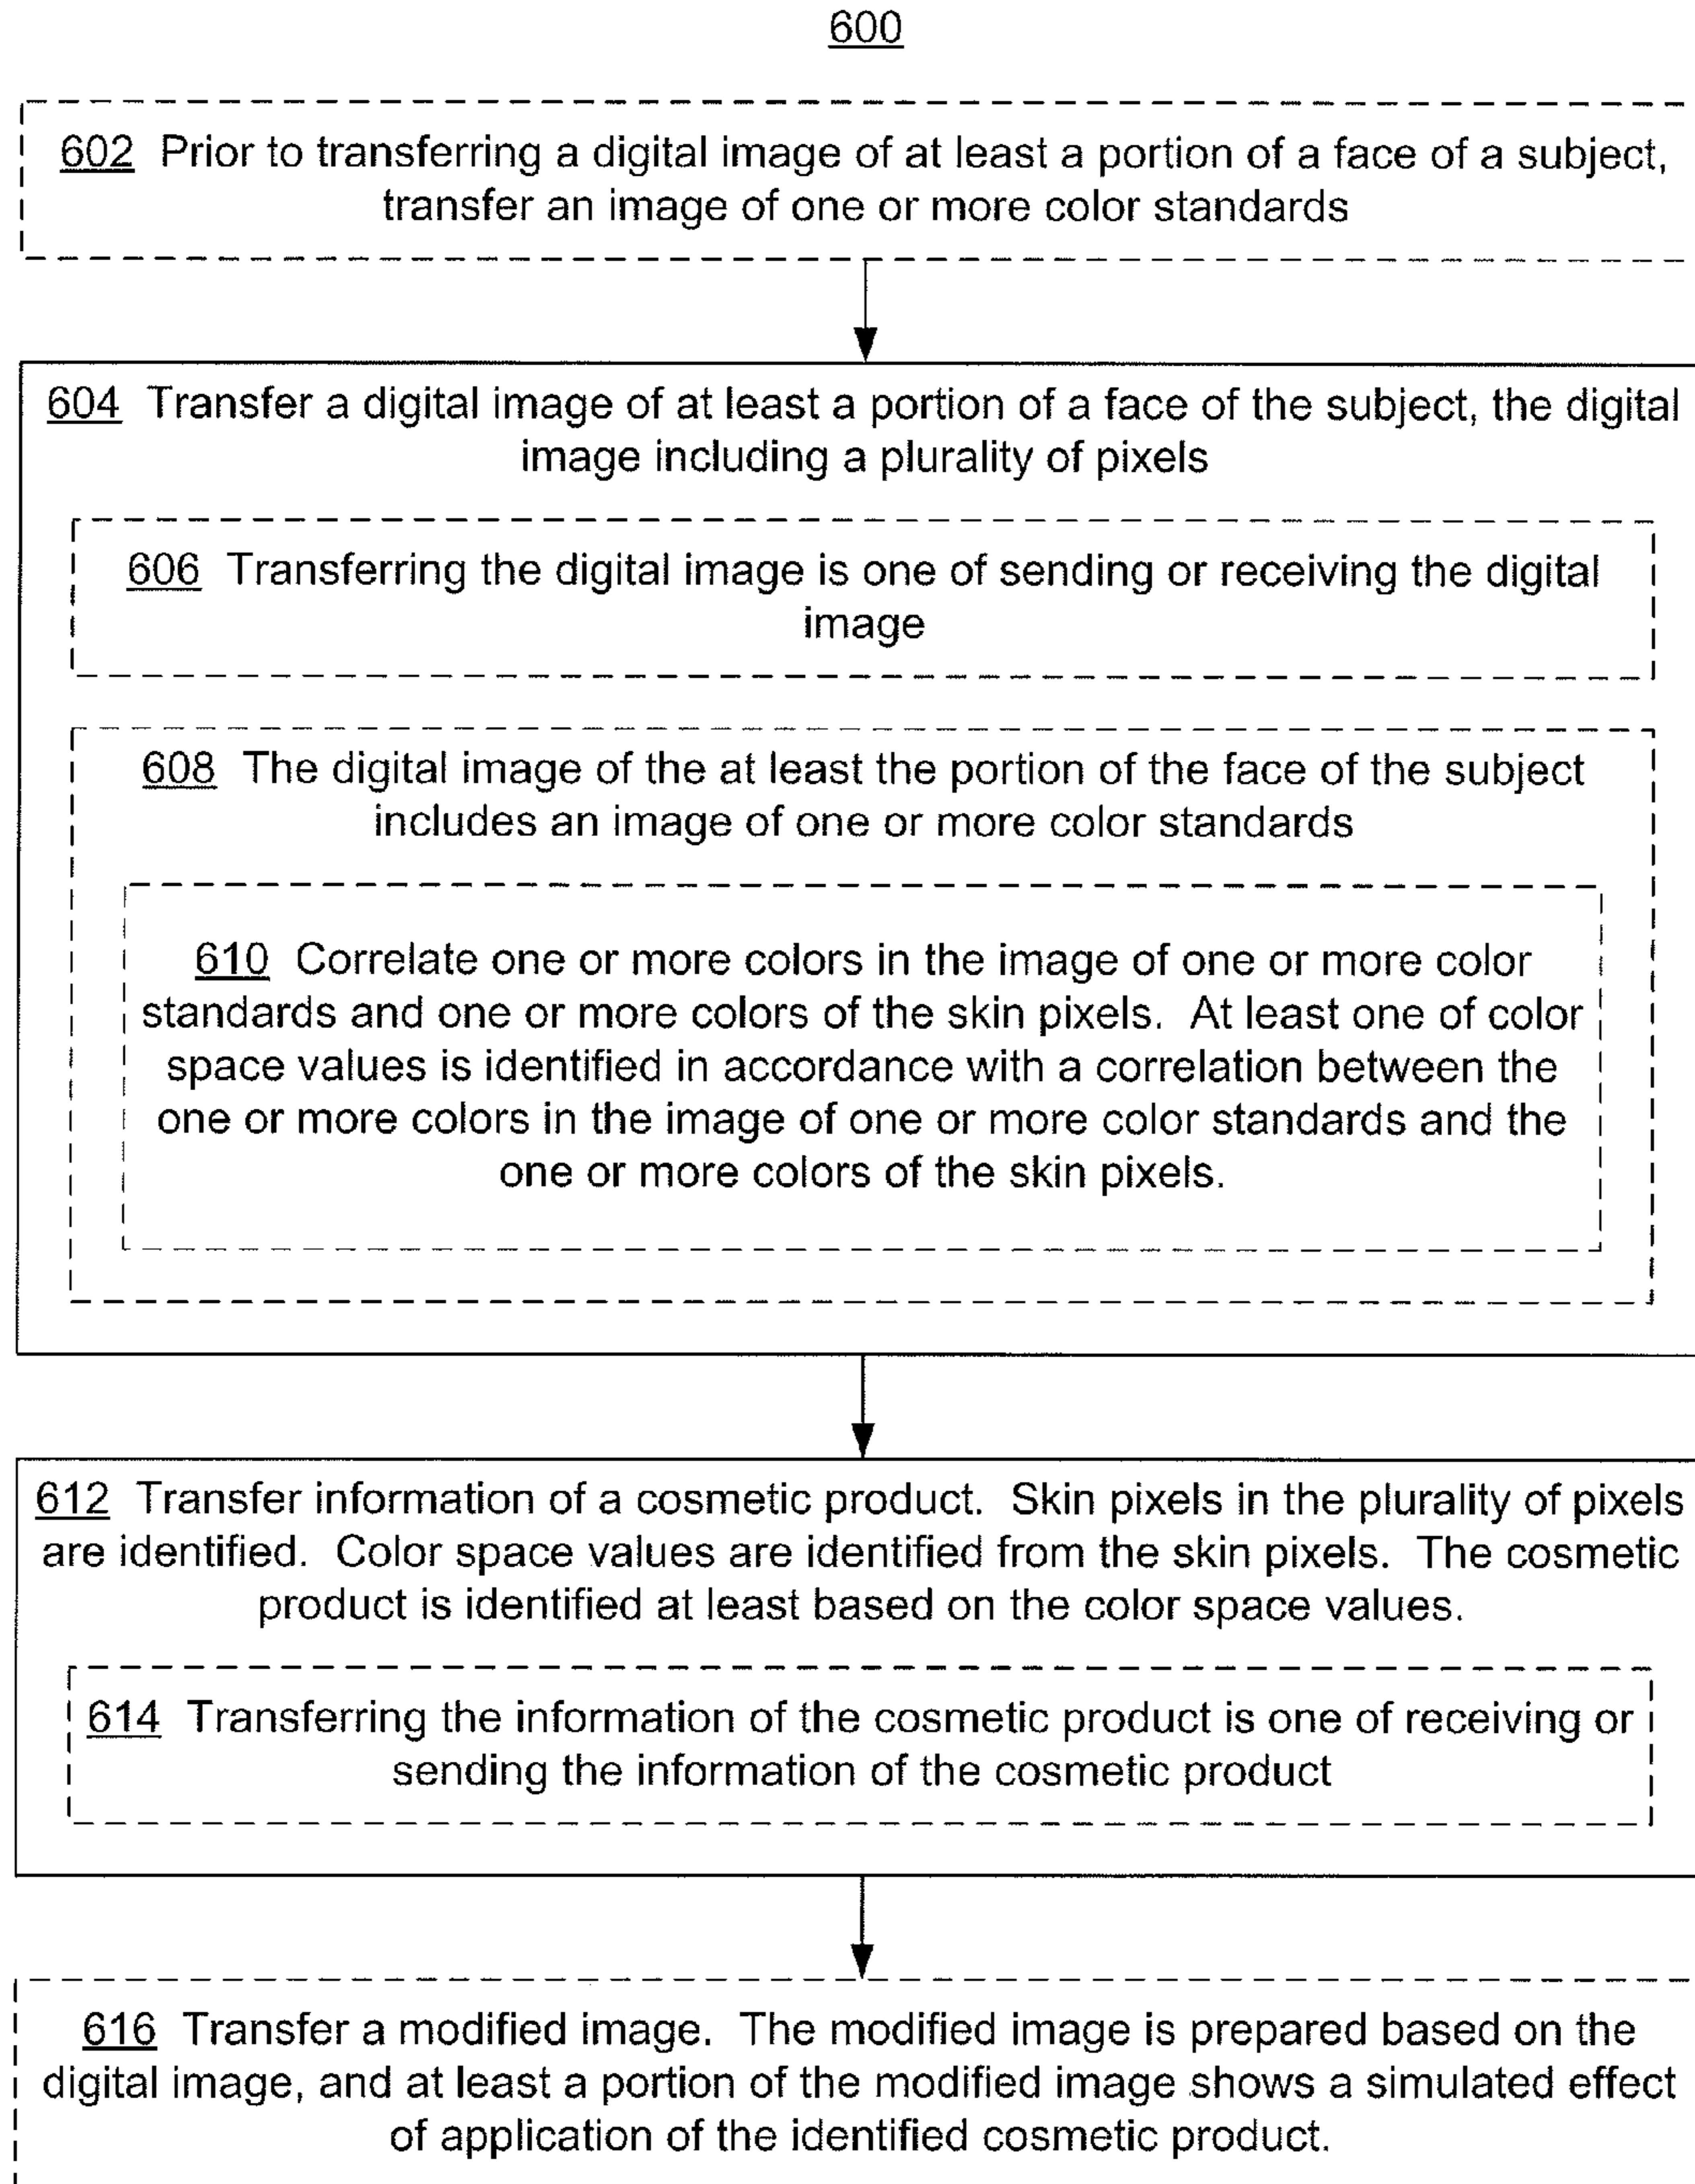 600
602 Prior to transferring a digital image of at least a portion of a face of a subject,
transfer an image of one or more color standards
604 Transfer a digital image of at least a portion of a face of the subject, the digital
image including a plurality of pixels
606 Transferring the digital image is one of sending or receiving the digital
image
608 The digital image of the at least the portion of the face of the subject
includes an image of one or more color standards
610 Correlate one or more colors in the image of one or more color
standards and one or more colors of the skin pixels. At least one of color
space values is identified in accordance with a correlation between the
one or more colors in the image of one or more color standards and the
one or more colors of the skin pixels.
612 Transfer information of a cosmetic product. Skin pixels in the plurality of pixels
are identified. Color space values are identified from the skin pixels. The cosmetic
product is identified at least based on the color space values.
614 Transferring the information of the cosmetic product is one of receiving or
sending the information of the cosmetic product
616 Transfer a modified image. The modified image is prepared based on the
digital image, and at least a portion of the modified image shows a simulated effect
of application of the identified cosmetic product.